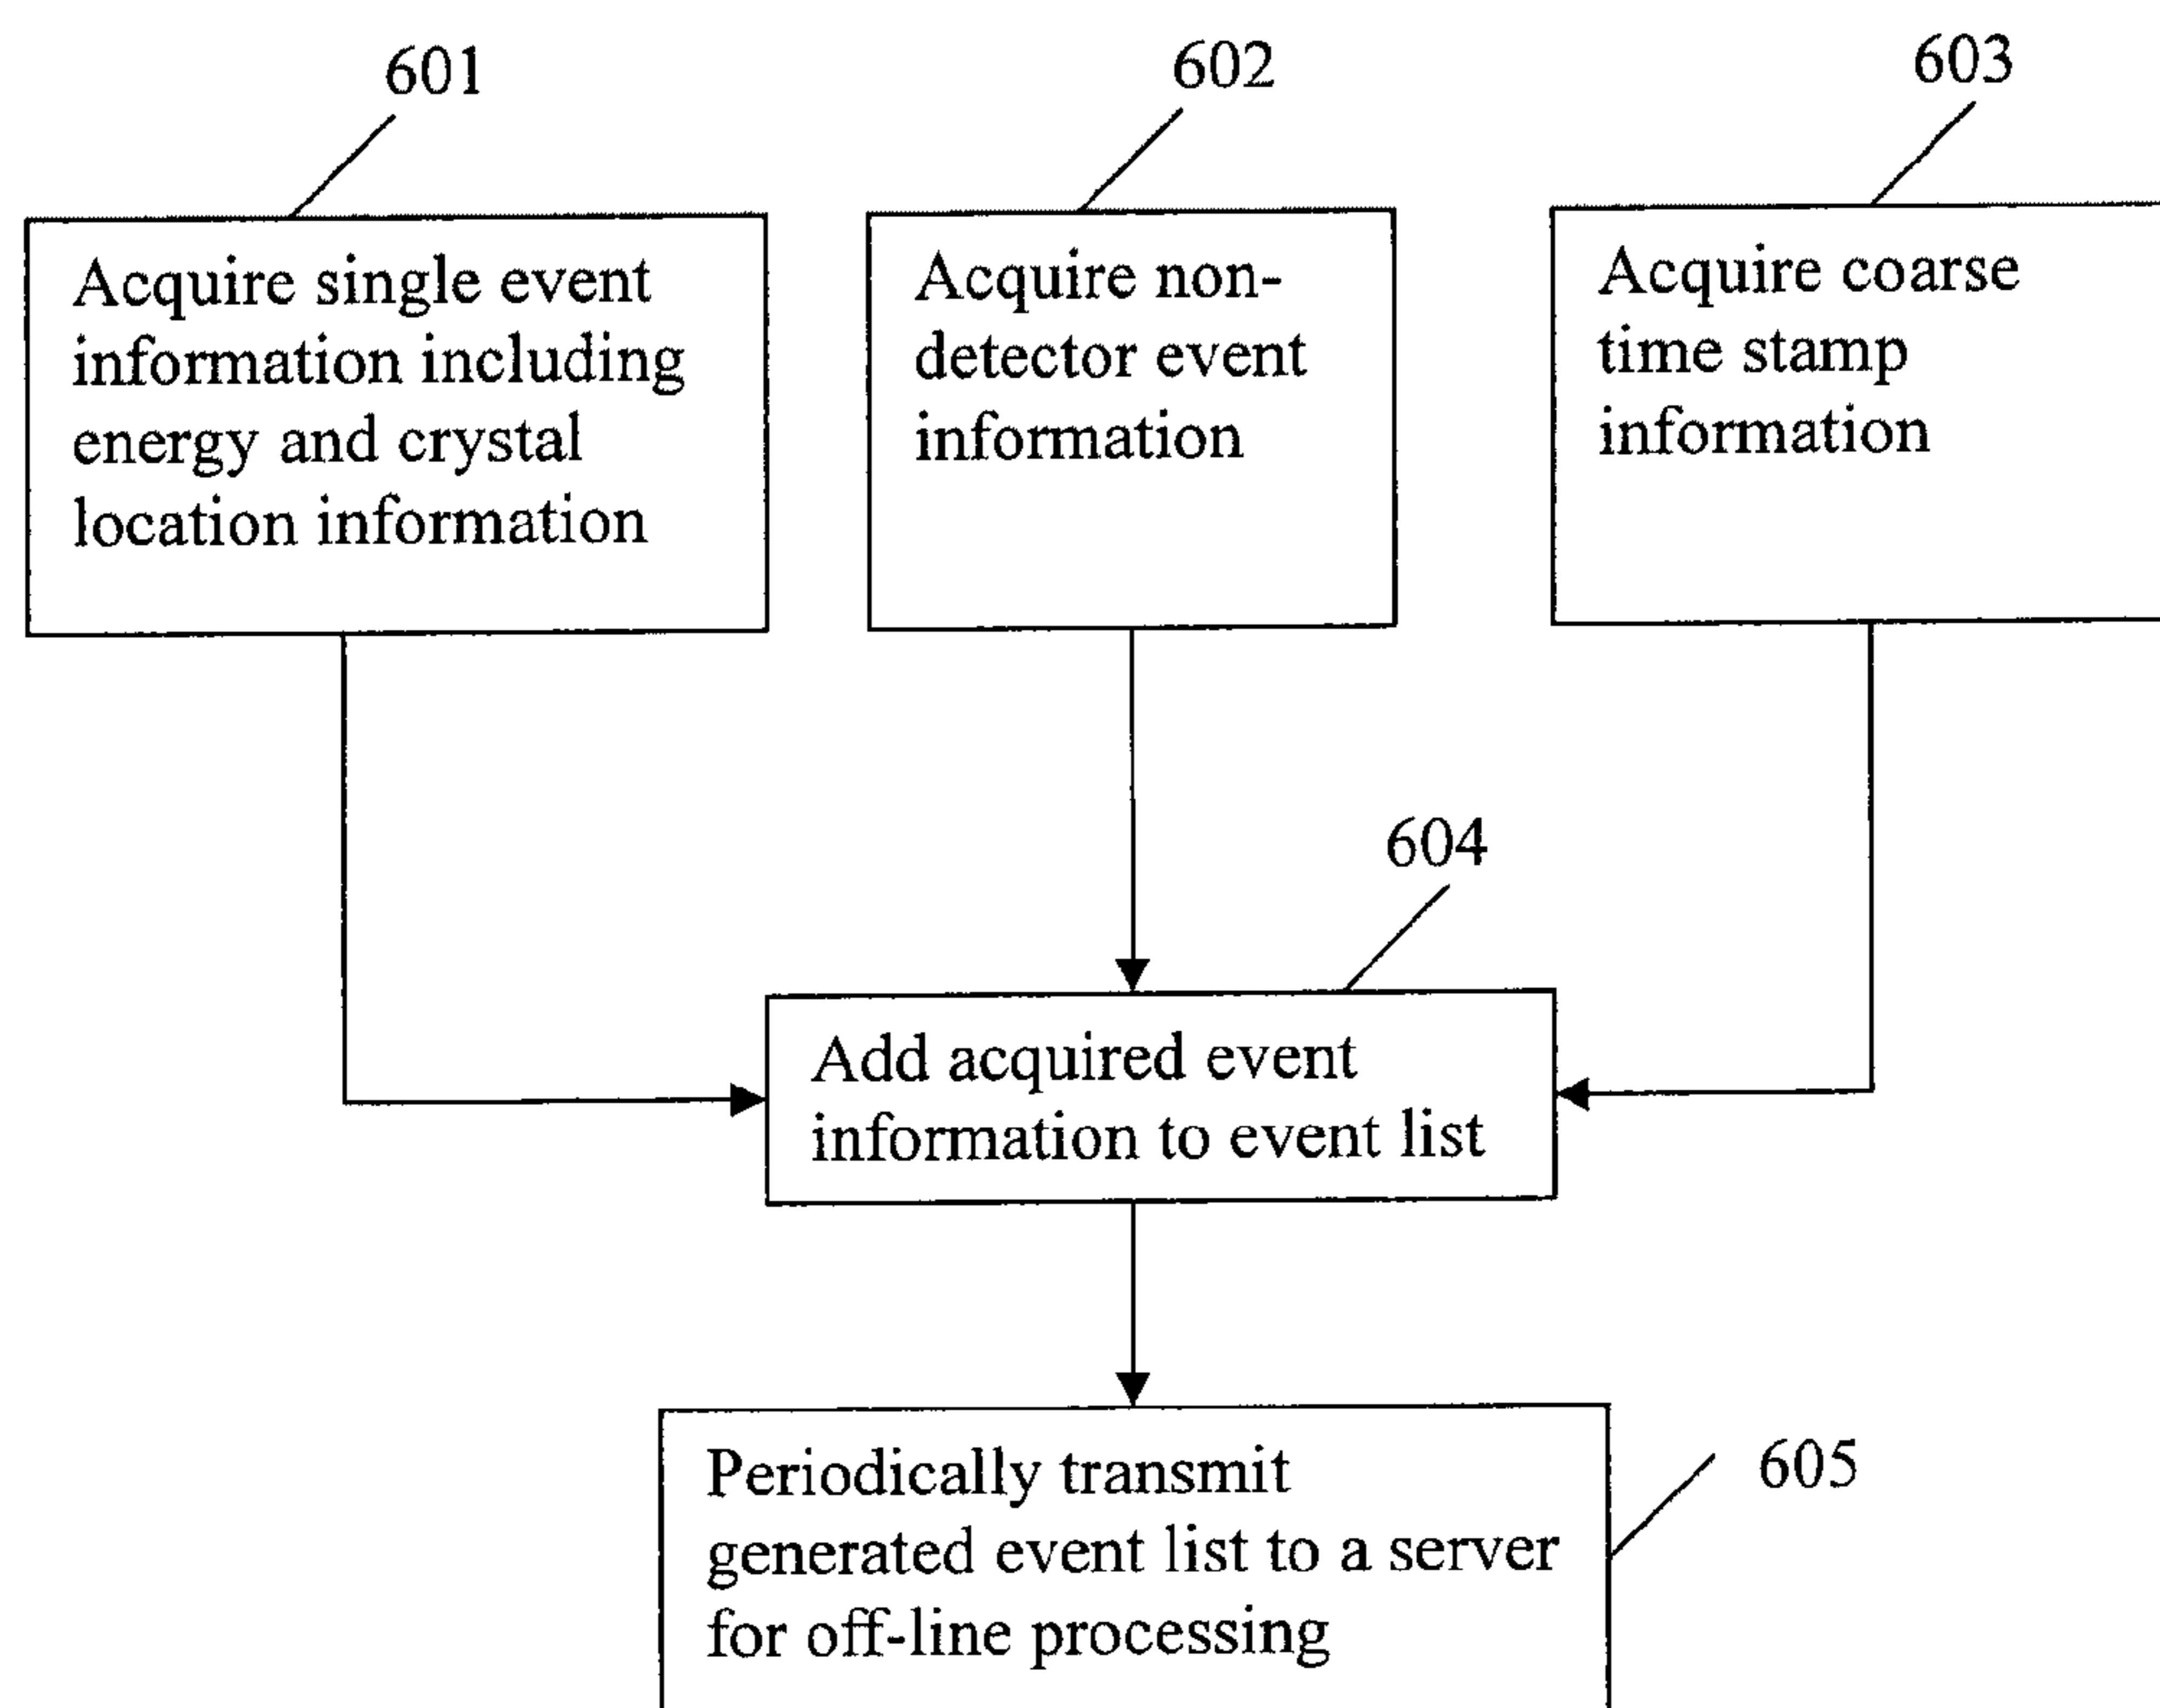 601
602
603
Acquire single event
information including
energy and crystal
location information
Acquire non-
detector event
information
Acquire coarse
time stamp
information
604
Add acquired event
information to event list
605
Periodically transmit
generated event list to a server
for off-line processing